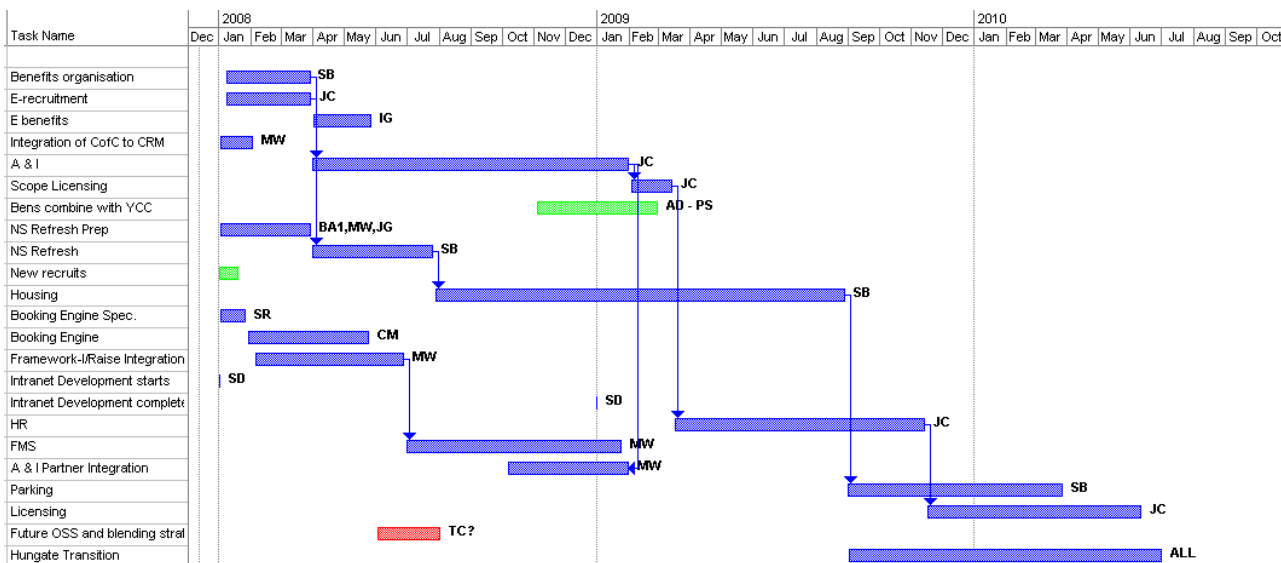 2008 2009 2010
Task Name Dec Jan Feb Mar Apr May Jun Jul Aug Sep Oct Nov Dec Jan Feb Mar Apr May Jun Jul Aug Sep Oct Nov Dec Jan Feb Mar Apr May Jun Jul Aug Sep Oct
Benefits organisation SB
E-recruitment JC
E benefits IG
Integration of CofC to CRM MW
A & I JC
Scope Licensing JC
Bens combine with YCC AD - PS
NS Refresh Prep BA1,MW,JG
NS Refresh SB
New recruits
Housing SB
Booking Engine Spec. SR
Booking Engine CM
Framework-I/Raise Integration MW
Intranet Development starts SD
Intranet Development complete SD
HR JC
FMS MW
A & I Partner Integration MW
Parking SB
Licensing JC
Future OSS and blending strat TC?
Hungate Transition ALL